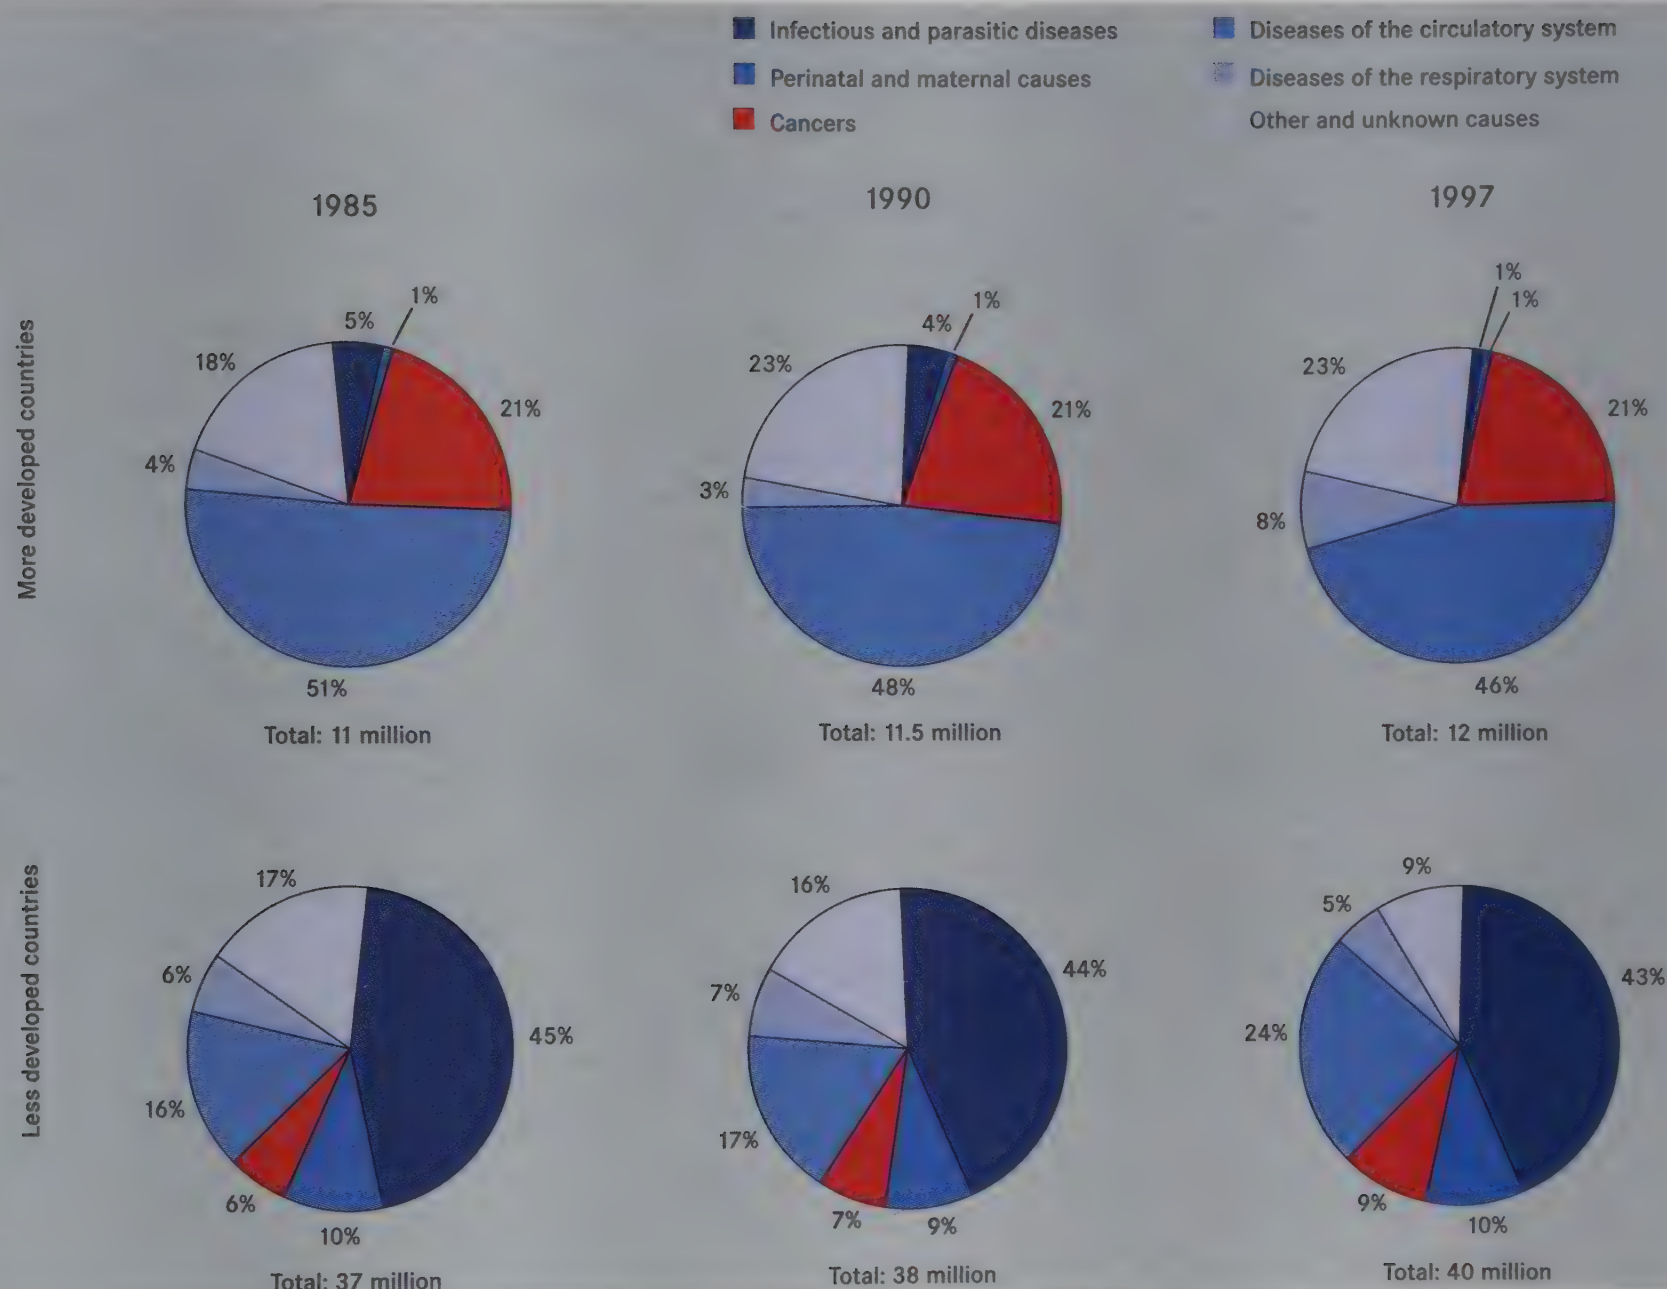 Infectious and parasitic diseases
Perinatal and maternal causes
Cancers
Diseases of the circulatory system
Diseases of the respiratory system
Other and unknown causes
1985
1990
1997
More developed countries
5%
1%
21%
51%
4%
18%
Total: 11 million
4%
1%
21%
48%
3%
23%
Total: 11.5 million
1%
1%
21%
46%
8%
23%
Total: 12 million
Less developed countries
45%
10%
6%
16%
6%
17%
Total: 37 million
44%
9%
7%
17%
7%
16%
Total: 38 million
43%
10%
9%
24%
5%
9%
Total: 40 million